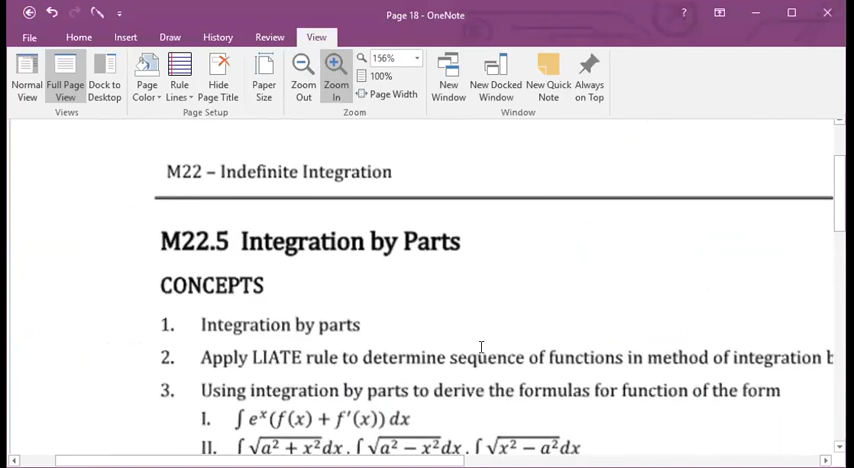 Page 18 - OneNote
File Home Insert Draw History Review View
Normal View
Full Page View
Dock to Desktop
Views
Page Color
Rule Lines
Hide Page Title
Paper Size
Page Setup
Zoom Out
Zoom In
156%
100%
Page Width
Zoom
New Window
New Docked Window
New Quick Note
Always on Top
Window
M22 – Indefinite Integration
M22.5 Integration by Parts
CONCEPTS
1. Integration by parts
2. Apply LIATE rule to determine sequence of functions in method of integration b
3. Using integration by parts to derive the formulas for function of the form
I. ∫ eˣ(f(x) + f′(x)) dx
II. ∫ √(a² + x²)dx , ∫ √(a² − x²)dx , ∫ √(x² − a²)dx